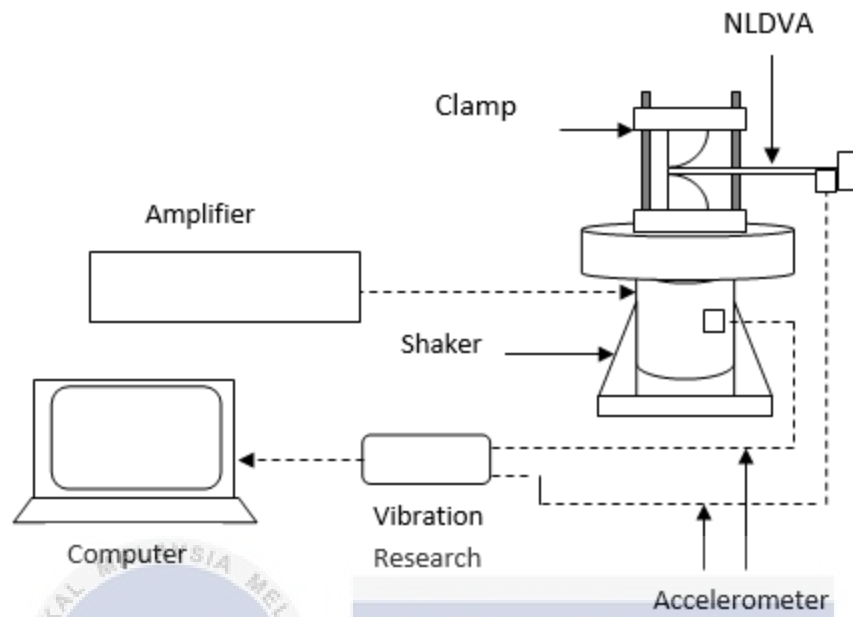 NLDVA
Clamp
Amplifier
Shaker
Vibration
Research
Computer
Accelerometer